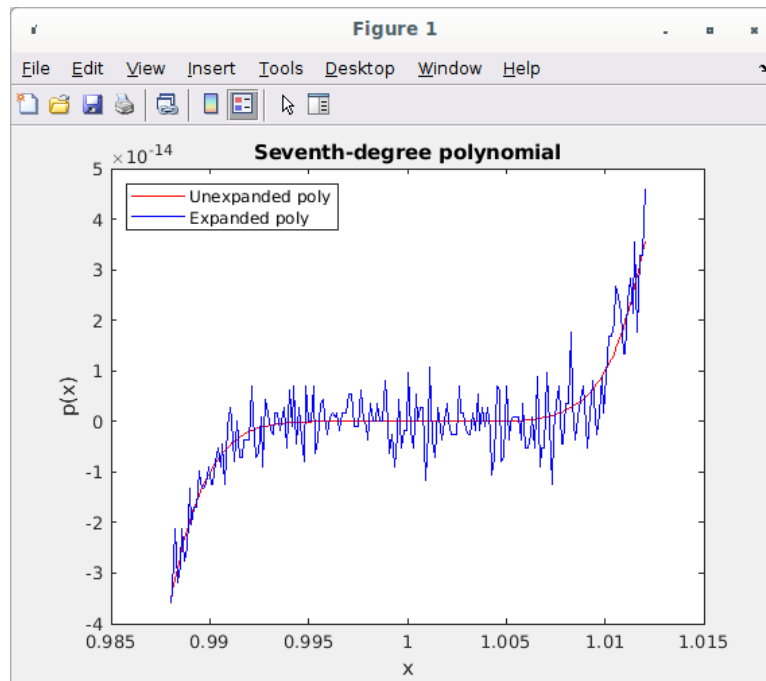 Figure 1
File Edit View Insert Tools Desktop Window Help
×10^-14
Seventh-degree polynomial
5
Unexpanded poly
Expanded poly
4
3
2
1
0
-1
-2
-3
-4
p(x)
0.985 0.99 0.995 1 1.005 1.01 1.015
x